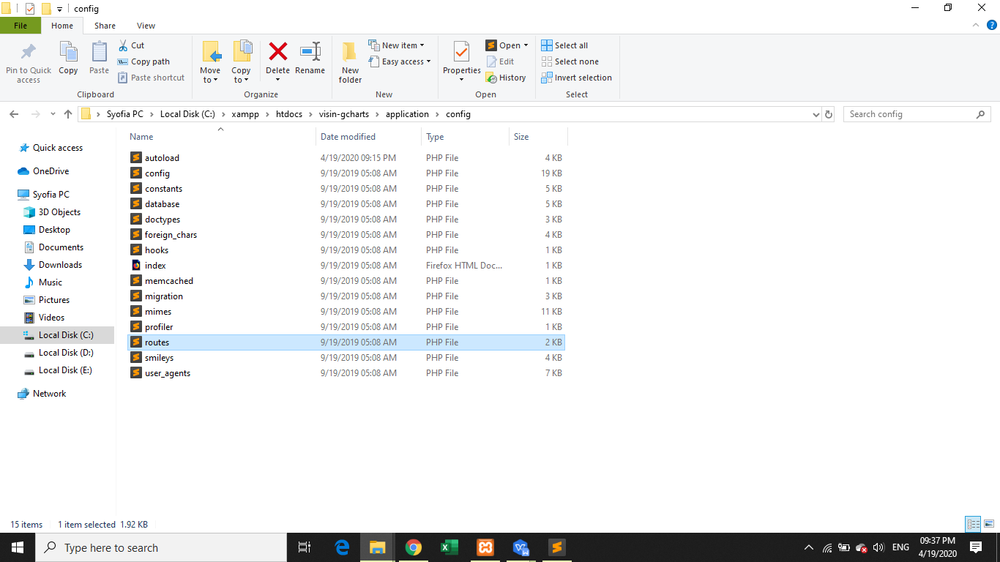 config
File Home Share View
Pin to Quick access
Copy
Paste
Cut
Copy path
Paste shortcut
Clipboard
Move to
Copy to
Delete
Rename
Organize
New folder
New item
Easy access
New
Properties
Open
Edit
History
Open
Select all
Select none
Invert selection
Select
Syofia PC Local Disk (C:) xampp htdocs visin-gcharts application config
Search config
Quick access
OneDrive
Syofia PC
3D Objects
Desktop
Documents
Downloads
Music
Pictures
Videos
Local Disk (C:)
Local Disk (D:)
Local Disk (E:)
Network
Name Date modified Type Size
autoload 4/19/2020 09:15 PM PHP File 4 KB
config 9/19/2019 05:08 AM PHP File 19 KB
constants 9/19/2019 05:08 AM PHP File 5 KB
database 9/19/2019 05:08 AM PHP File 5 KB
doctypes 9/19/2019 05:08 AM PHP File 3 KB
foreign_chars 9/19/2019 05:08 AM PHP File 4 KB
hooks 9/19/2019 05:08 AM PHP File 1 KB
index 9/19/2019 05:08 AM Firefox HTML Doc... 1 KB
memcached 9/19/2019 05:08 AM PHP File 1 KB
migration 9/19/2019 05:08 AM PHP File 3 KB
mimes 9/19/2019 05:08 AM PHP File 11 KB
profiler 9/19/2019 05:08 AM PHP File 1 KB
routes 9/19/2019 05:08 AM PHP File 2 KB
smileys 9/19/2019 05:08 AM PHP File 4 KB
user_agents 9/19/2019 05:08 AM PHP File 7 KB
15 items 1 item selected 1.92 KB
Type here to search
ENG
09:37 PM
4/19/2020